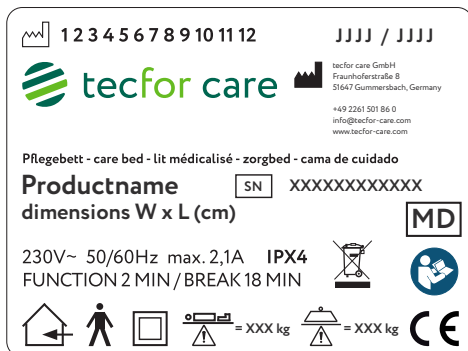 1 2 3 4 5 6 7 8 9 10 11 12
JJJJ / JJJJ
tecfor care
tecfor care GmbH
Fraunhoferstraße 8
51647 Gummersbach, Germany
+49 2261 501 86 0
info@tecfor-care.com
www.tecfor-care.com
Pflegebett - care bed - lit médicalisé - zorgbed - cama de cuidado
Productname
SN XXXXXXXXXXXX
dimensions W x L (cm)
MD
230V~ 50/60Hz max. 2,1A IPX4
FUNCTION 2 MIN / BREAK 18 MIN
= XXX kg
= XXX kg
CE